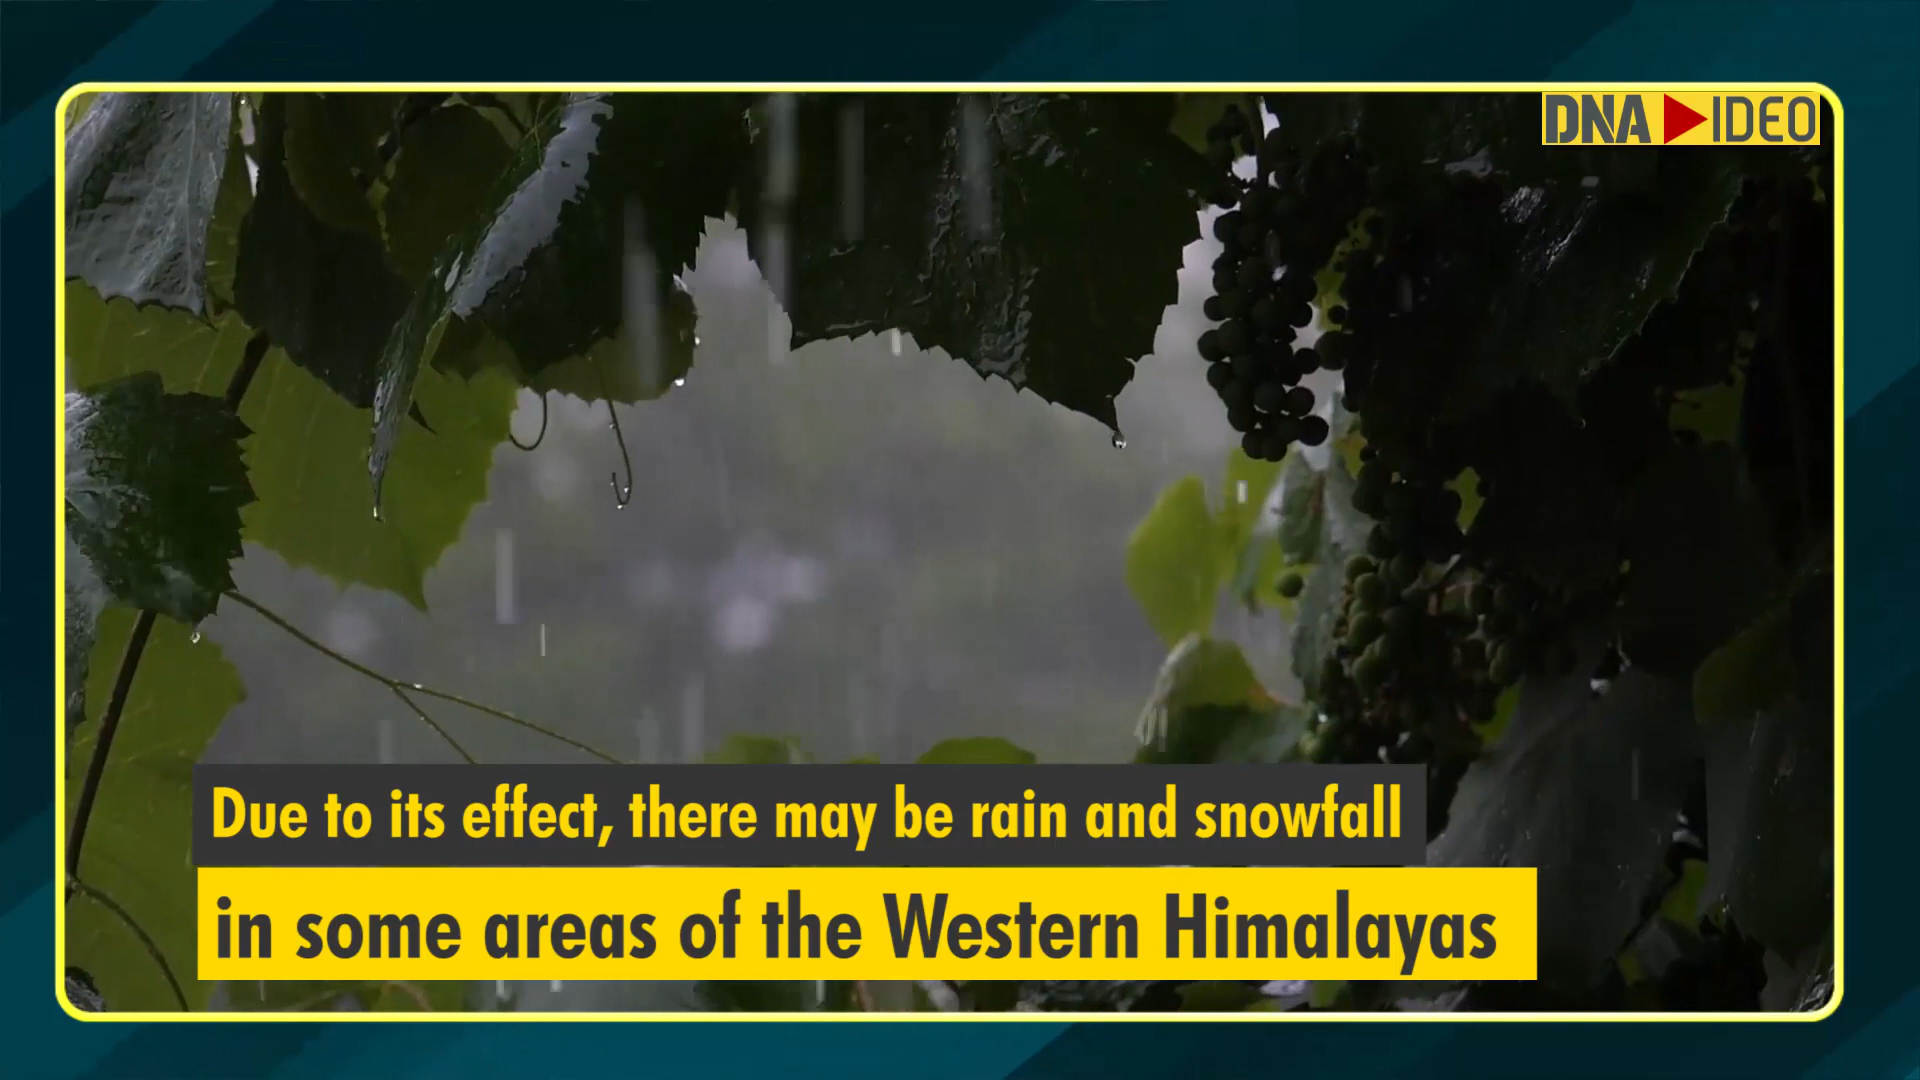 DNA IDEO
Due to its effect, there may be rain and snowfall
in some areas of the Western Himalayas